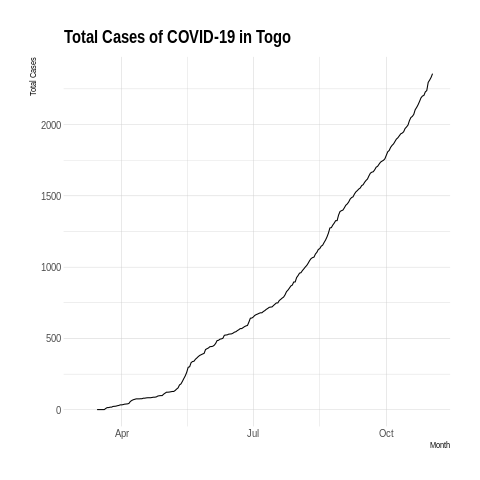 Total Cases of COVID-19 in Togo
Total Cases
2000
1500
1000
500
0
Apr
Jul
Oct
Month